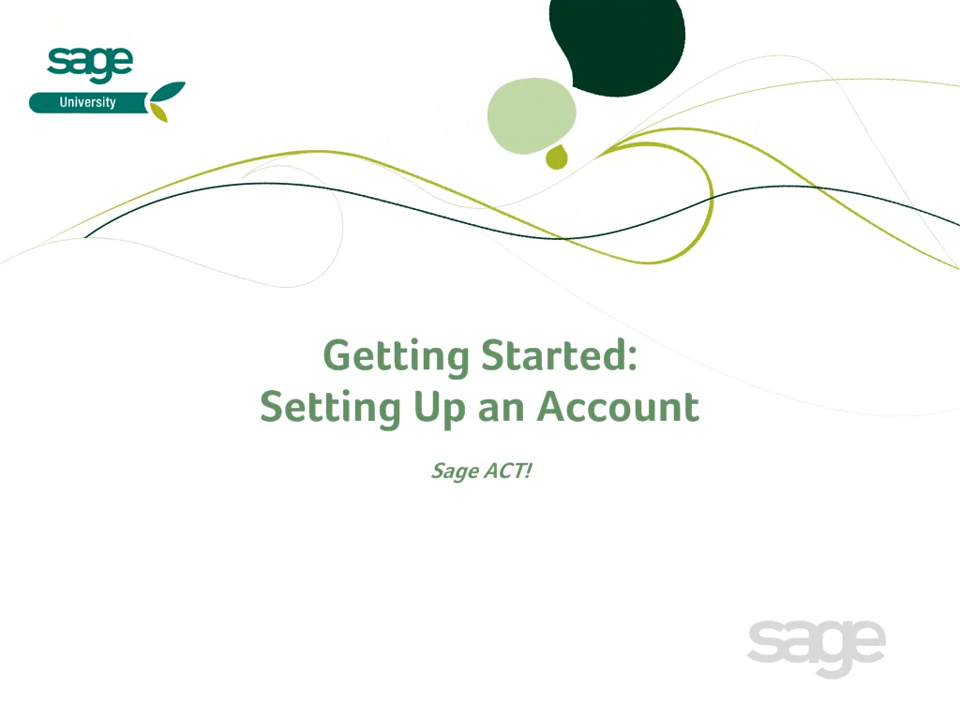 sage
University
Getting Started:
Setting Up an Account
Sage ACT!
sage